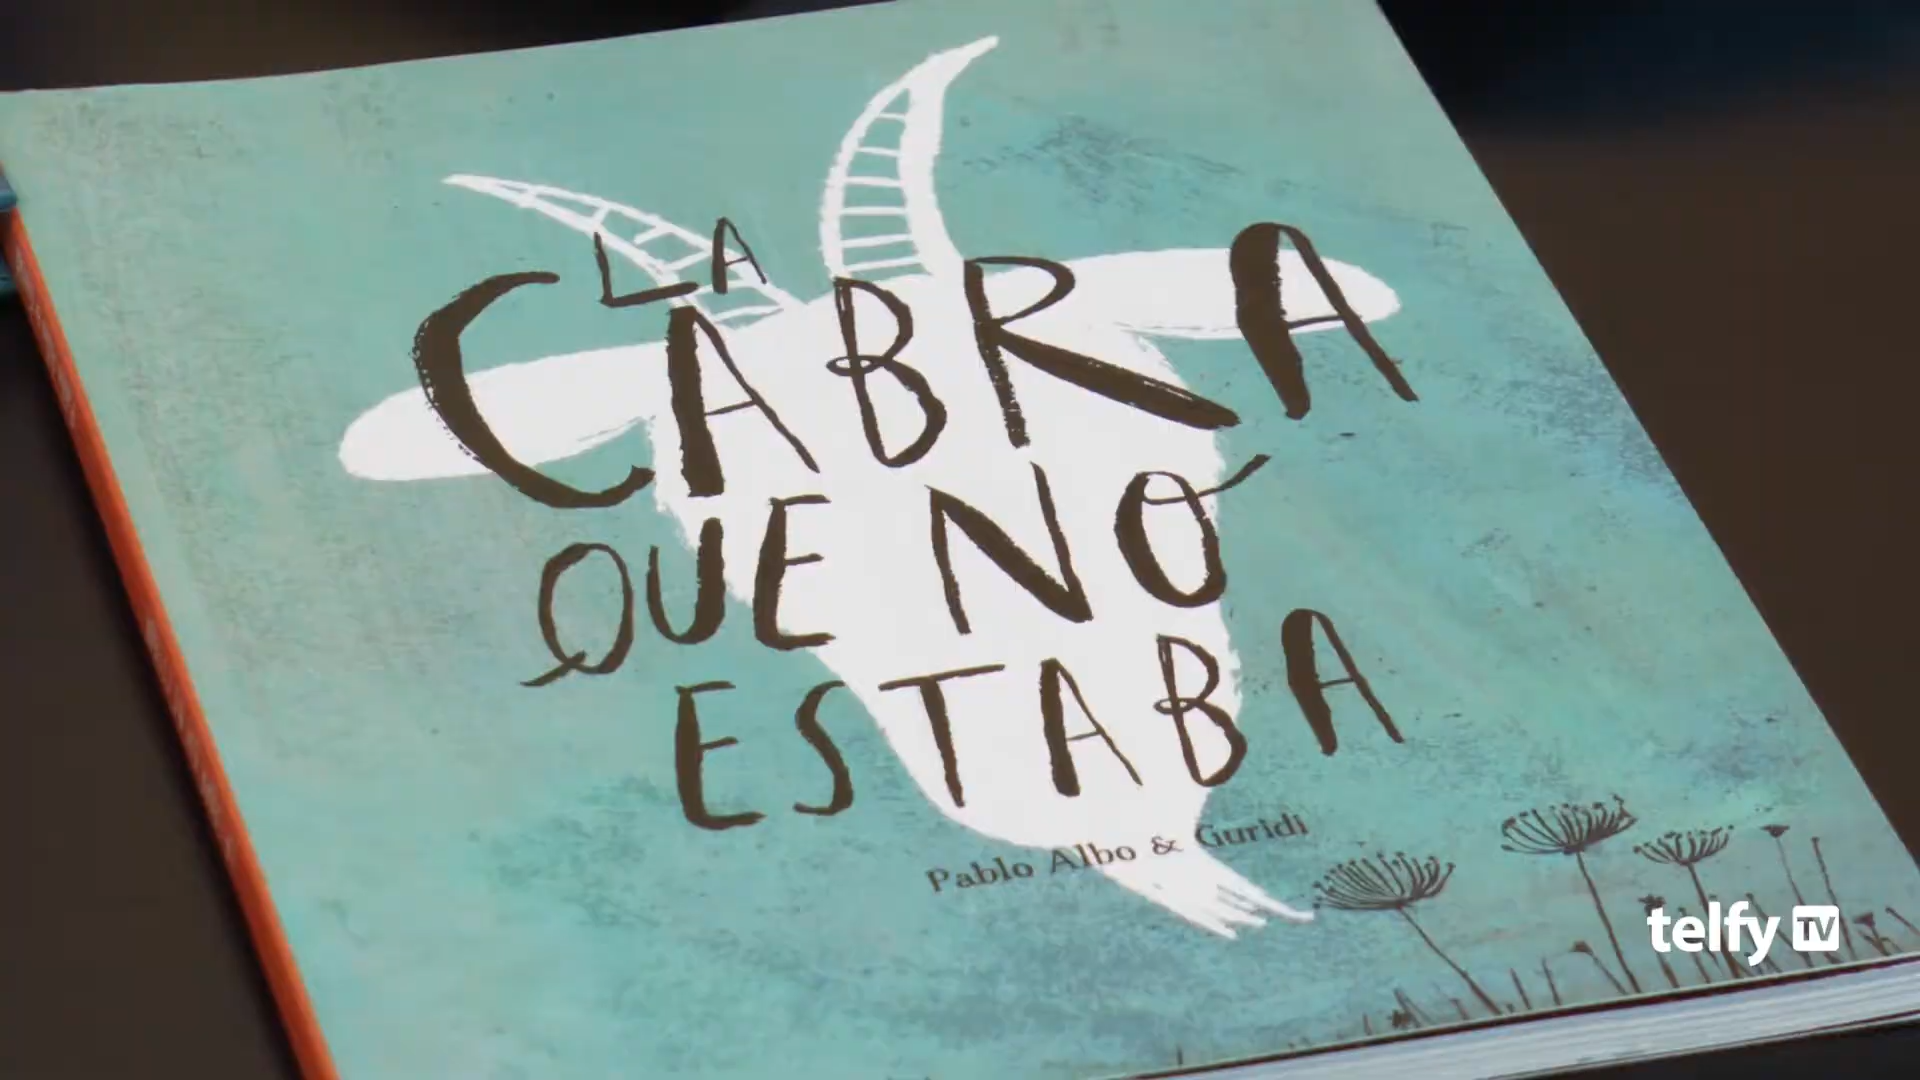 LA
CABRA
QUE NO
ESTABA
Pablo Albo & Guridi
telfy TV